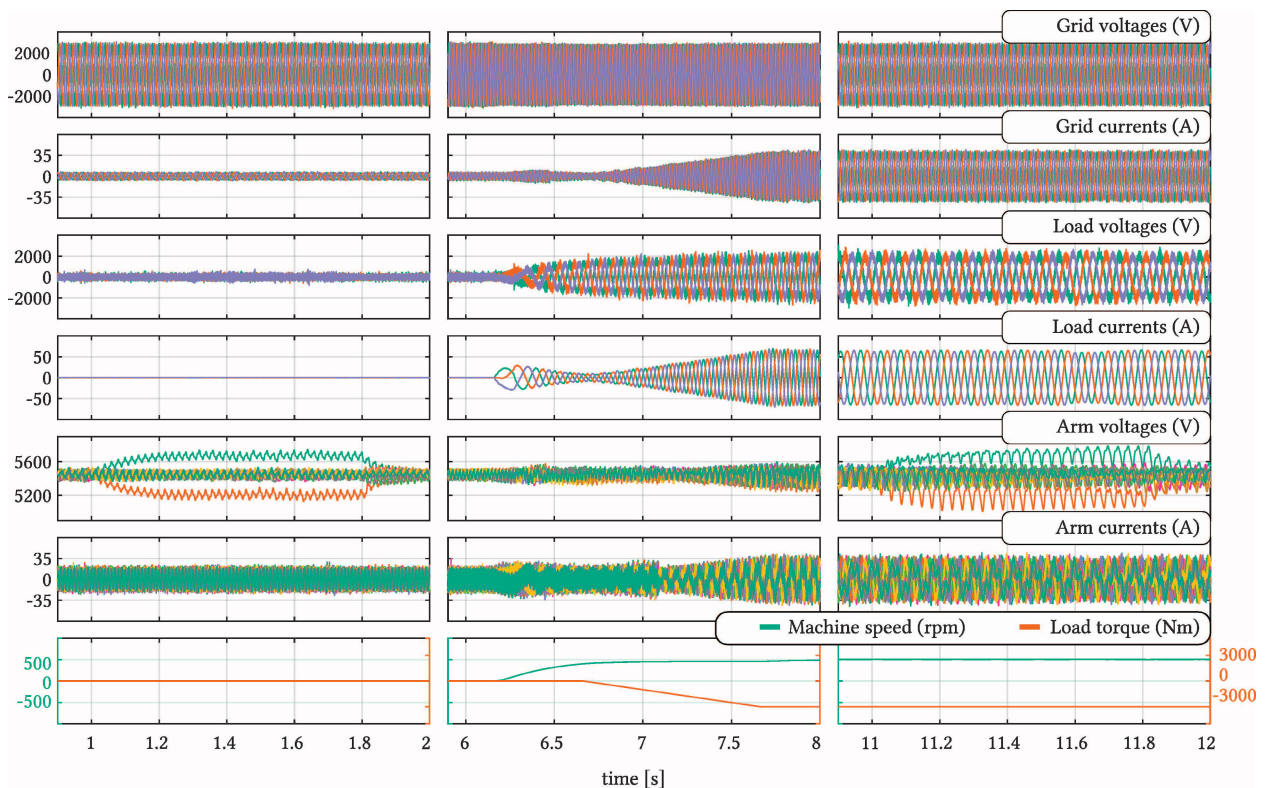 Grid voltages (V)
2000
0
-2000
Grid currents (A)
35
0
-35
Load voltages (V)
2000
0
-2000
Load currents (A)
50
0
-50
Arm voltages (V)
5600
5200
Arm currents (A)
35
0
-35
Machine speed (rpm) Load torque (Nm)
500
0
-500
3000
0
-3000
1 1.2 1.4 1.6 1.8 2 6 6.5 7 7.5 8 11 11.2 11.4 11.6 11.8 12
time [s]